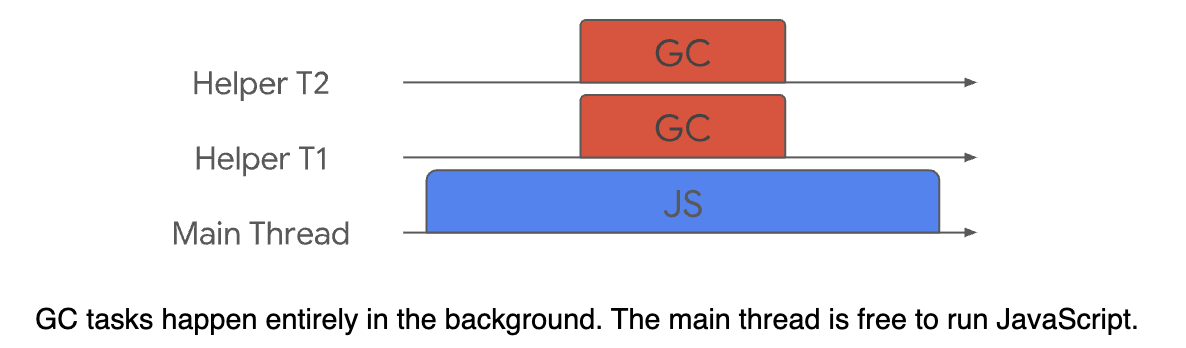 GC
Helper T2
GC
Helper T1
JS
Main Thread
GC tasks happen entirely in the background. The main thread is free to run JavaScript.